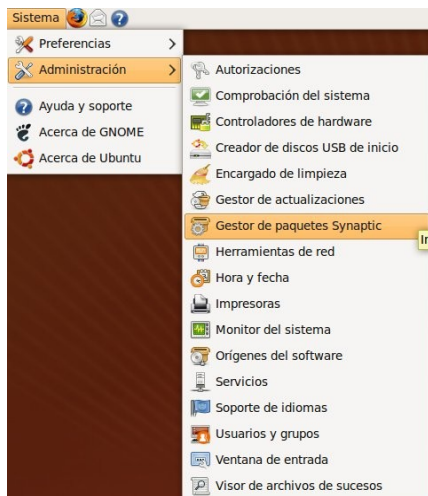 Sistema
Preferencias
Administración
Ayuda y soporte
Acerca de GNOME
Acerca de Ubuntu
Autorizaciones
Comprobación del sistema
Controladores de hardware
Creador de discos USB de inicio
Encargado de limpieza
Gestor de actualizaciones
Gestor de paquetes Synaptic
Herramientas de red
Hora y fecha
Impresoras
Monitor del sistema
Orígenes del software
Servicios
Soporte de idiomas
Usuarios y grupos
Ventana de entrada
Visor de archivos de sucesos